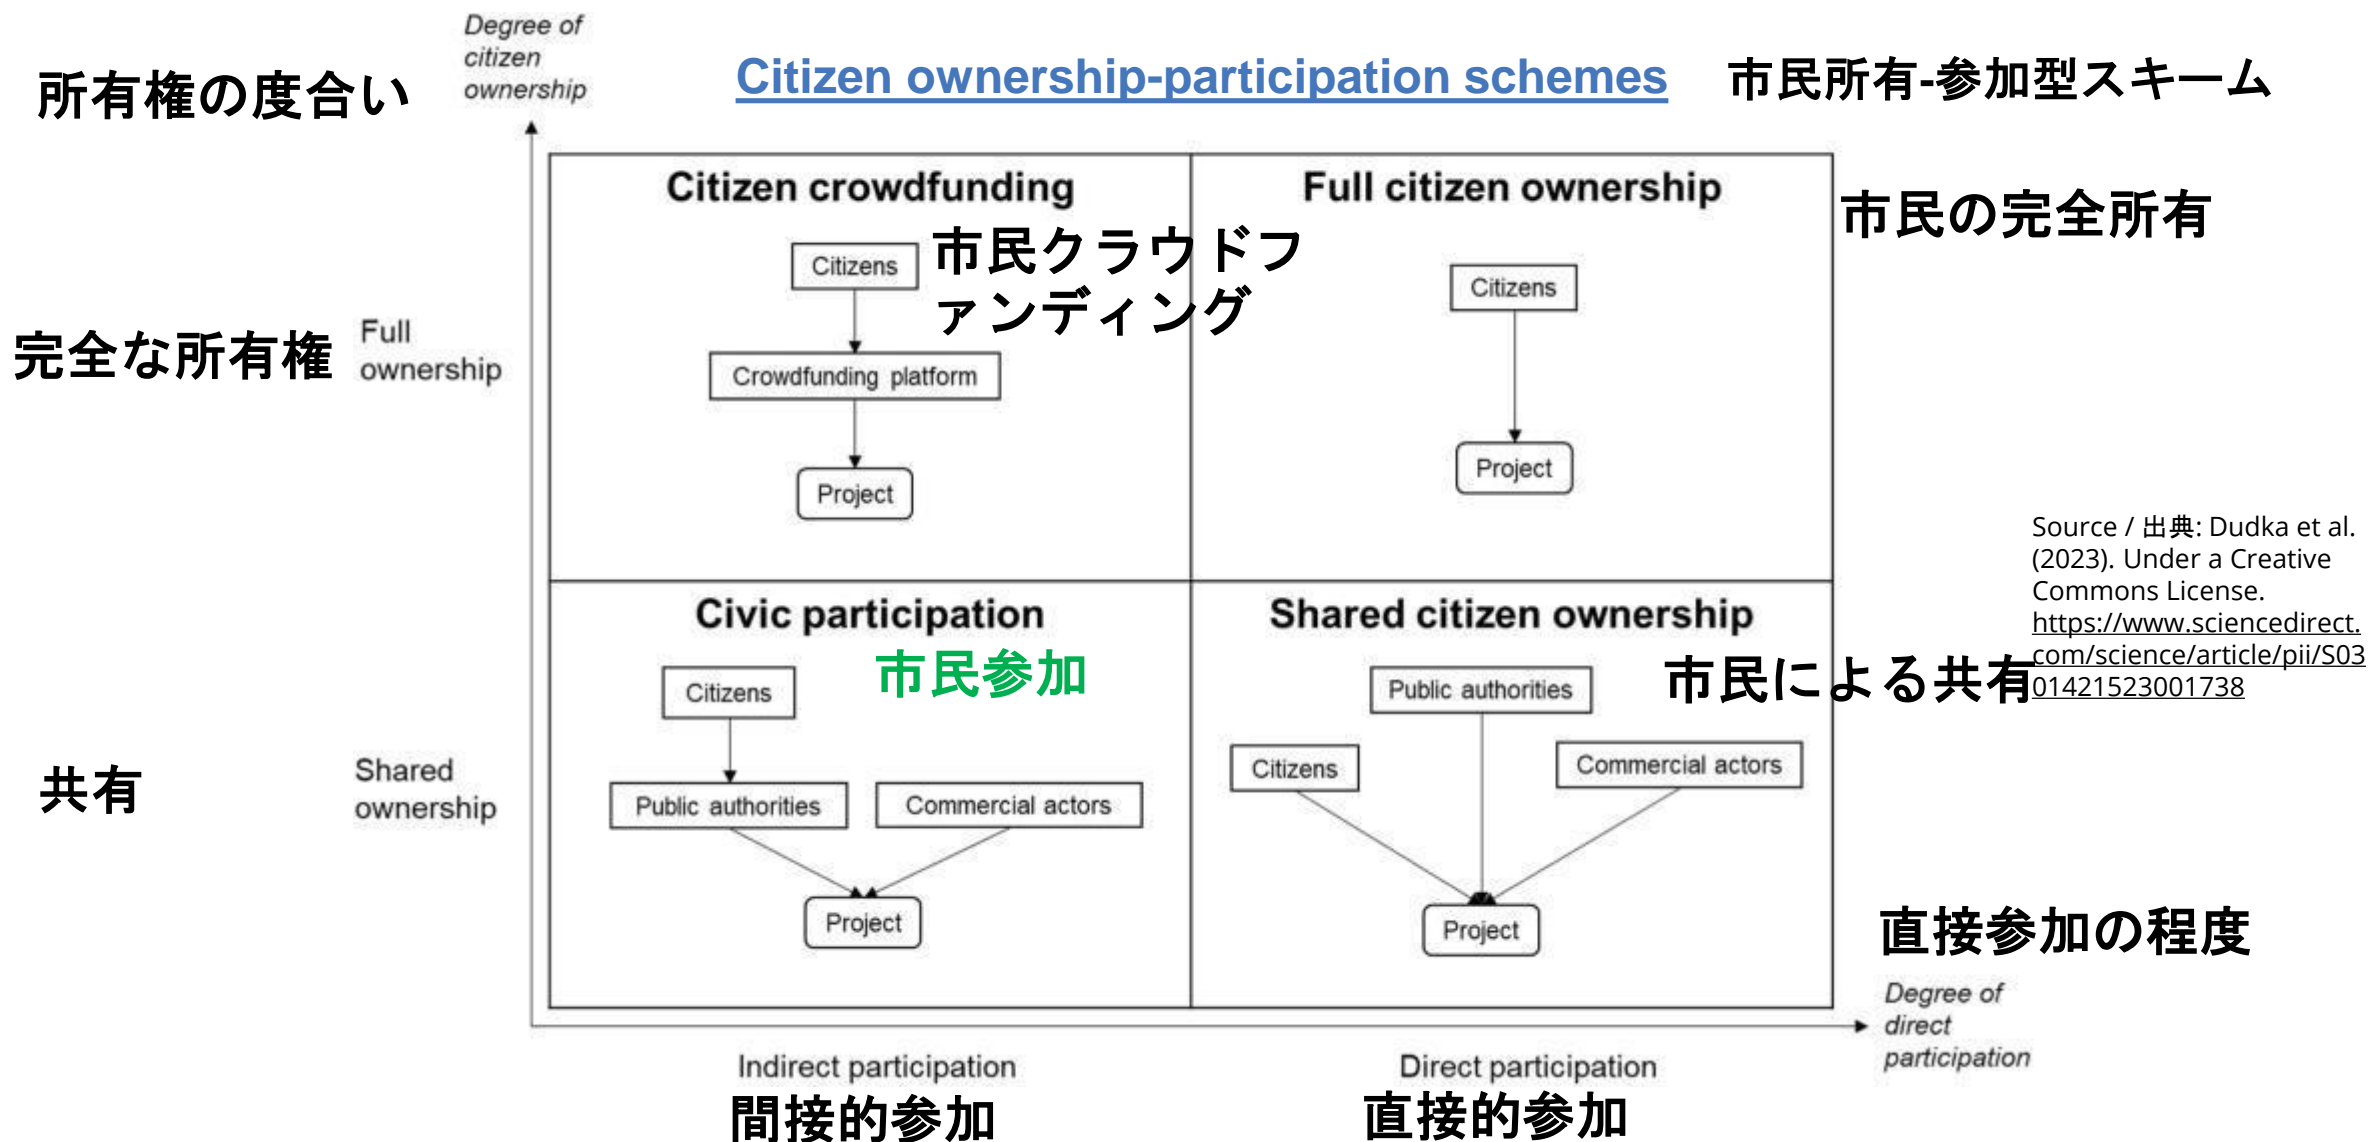 Degree of
citizen
ownership
所有権の度合い
Citizen ownership-participation schemes
市民所有-参加型スキーム
Citizen crowdfunding
Full citizen ownership
市民の完全所有
Citizens
市民クラウドフ
ァンディング
Citizens
完全な所有権
Full
ownership
Crowdfunding platform
Project
Project
Source / 出典: Dudka et al.
(2023). Under a Creative
Commons License.
https://www.sciencedirect.
com/science/article/pii/S03
01421523001738
Civic participation
市民参加
Shared citizen ownership
市民による共有
Citizens
Public authorities
共有
Shared
ownership
Public authorities
Commercial actors
Citizens
Commercial actors
Project
Project
直接参加の程度
Degree of
direct
participation
Indirect participation
間接的参加
Direct participation
直接的参加